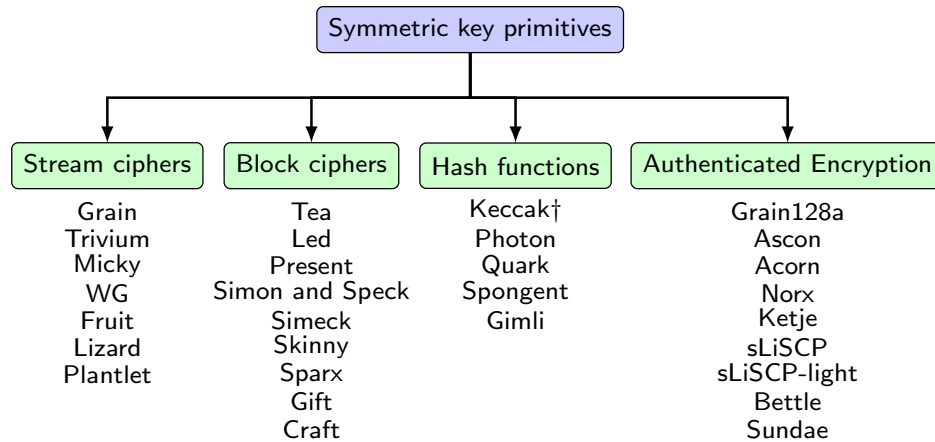 Symmetric key primitives
Stream ciphers
Grain
Trivium
Micky
WG
Fruit
Lizard
Plantlet
Block ciphers
Tea
Led
Present
Simon and Speck
Simeck
Skinny
Sparx
Gift
Craft
Hash functions
Keccak†
Photon
Quark
Spongent
Gimli
Authenticated Encryption
Grain128a
Ascon
Acorn
Norx
Ketje
sLiSCP
sLiSCP-light
Bettle
Sundae